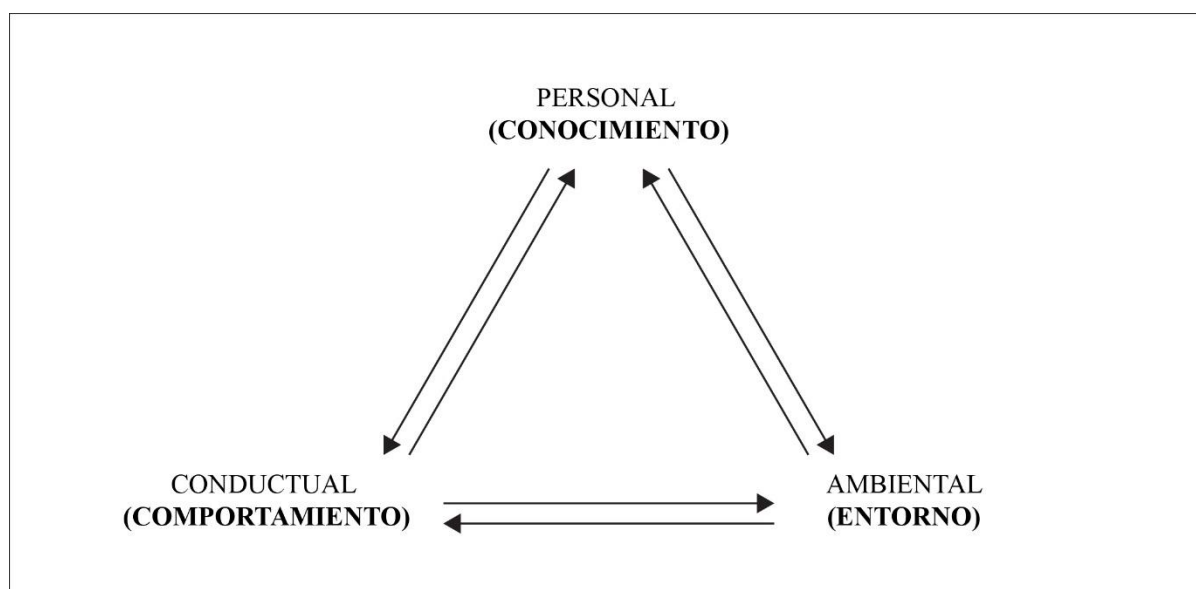 PERSONAL
(CONOCIMIENTO)
CONDUCTUAL
(COMPORTAMIENTO)
AMBIENTAL
(ENTORNO)